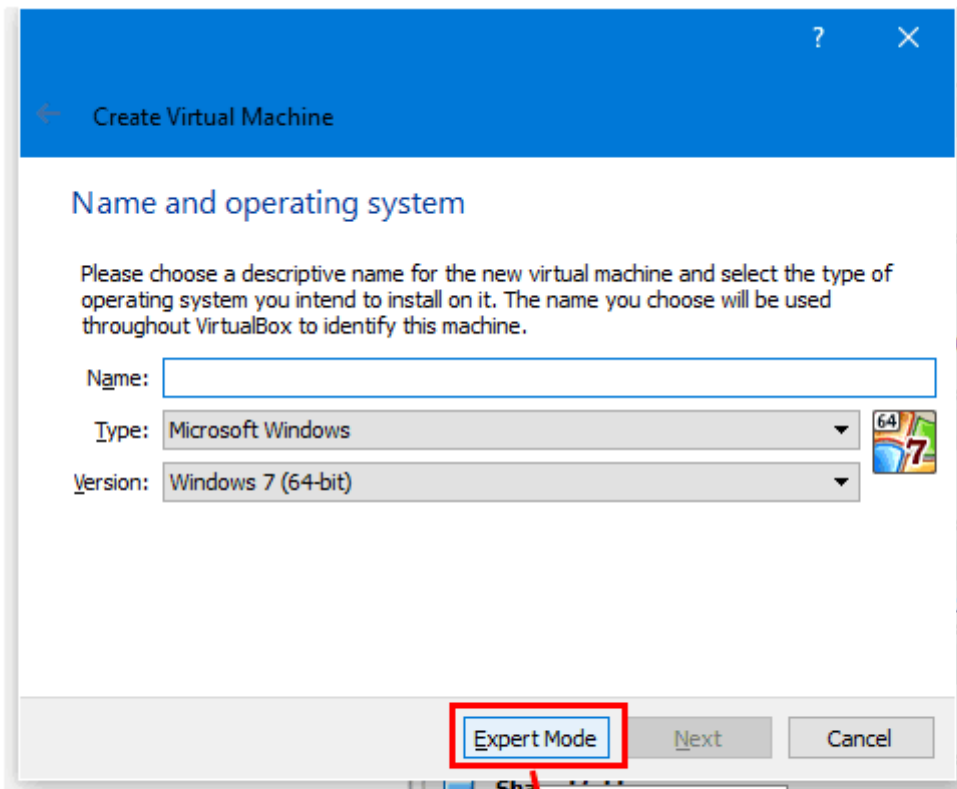 ?
Create Virtual Machine
Name and operating system
Please choose a descriptive name for the new virtual machine and select the type of
operating system you intend to install on it. The name you choose will be used
throughout VirtualBox to identify this machine.
Name:
Type: Microsoft Windows
64
7
Version: Windows 7 (64-bit)
Expert Mode Next Cancel